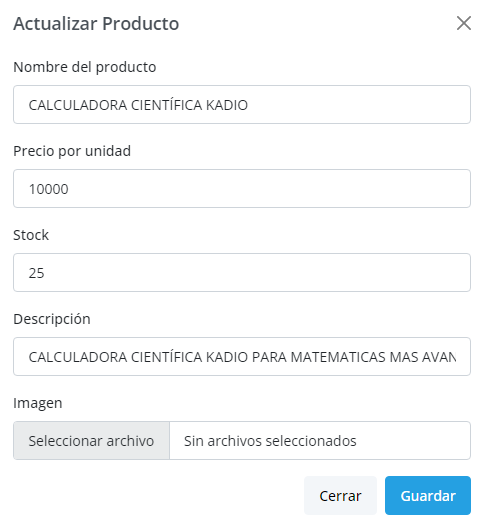 Actualizar Producto
Nombre del producto
CALCULADORA CIENTÍFICA KADIO
Precio por unidad
10000
Stock
25
Descripción
CALCULADORA CIENTÍFICA KADIO PARA MATEMATICAS MAS AVAN
Imagen
Seleccionar archivo Sin archivos seleccionados
Cerrar Guardar